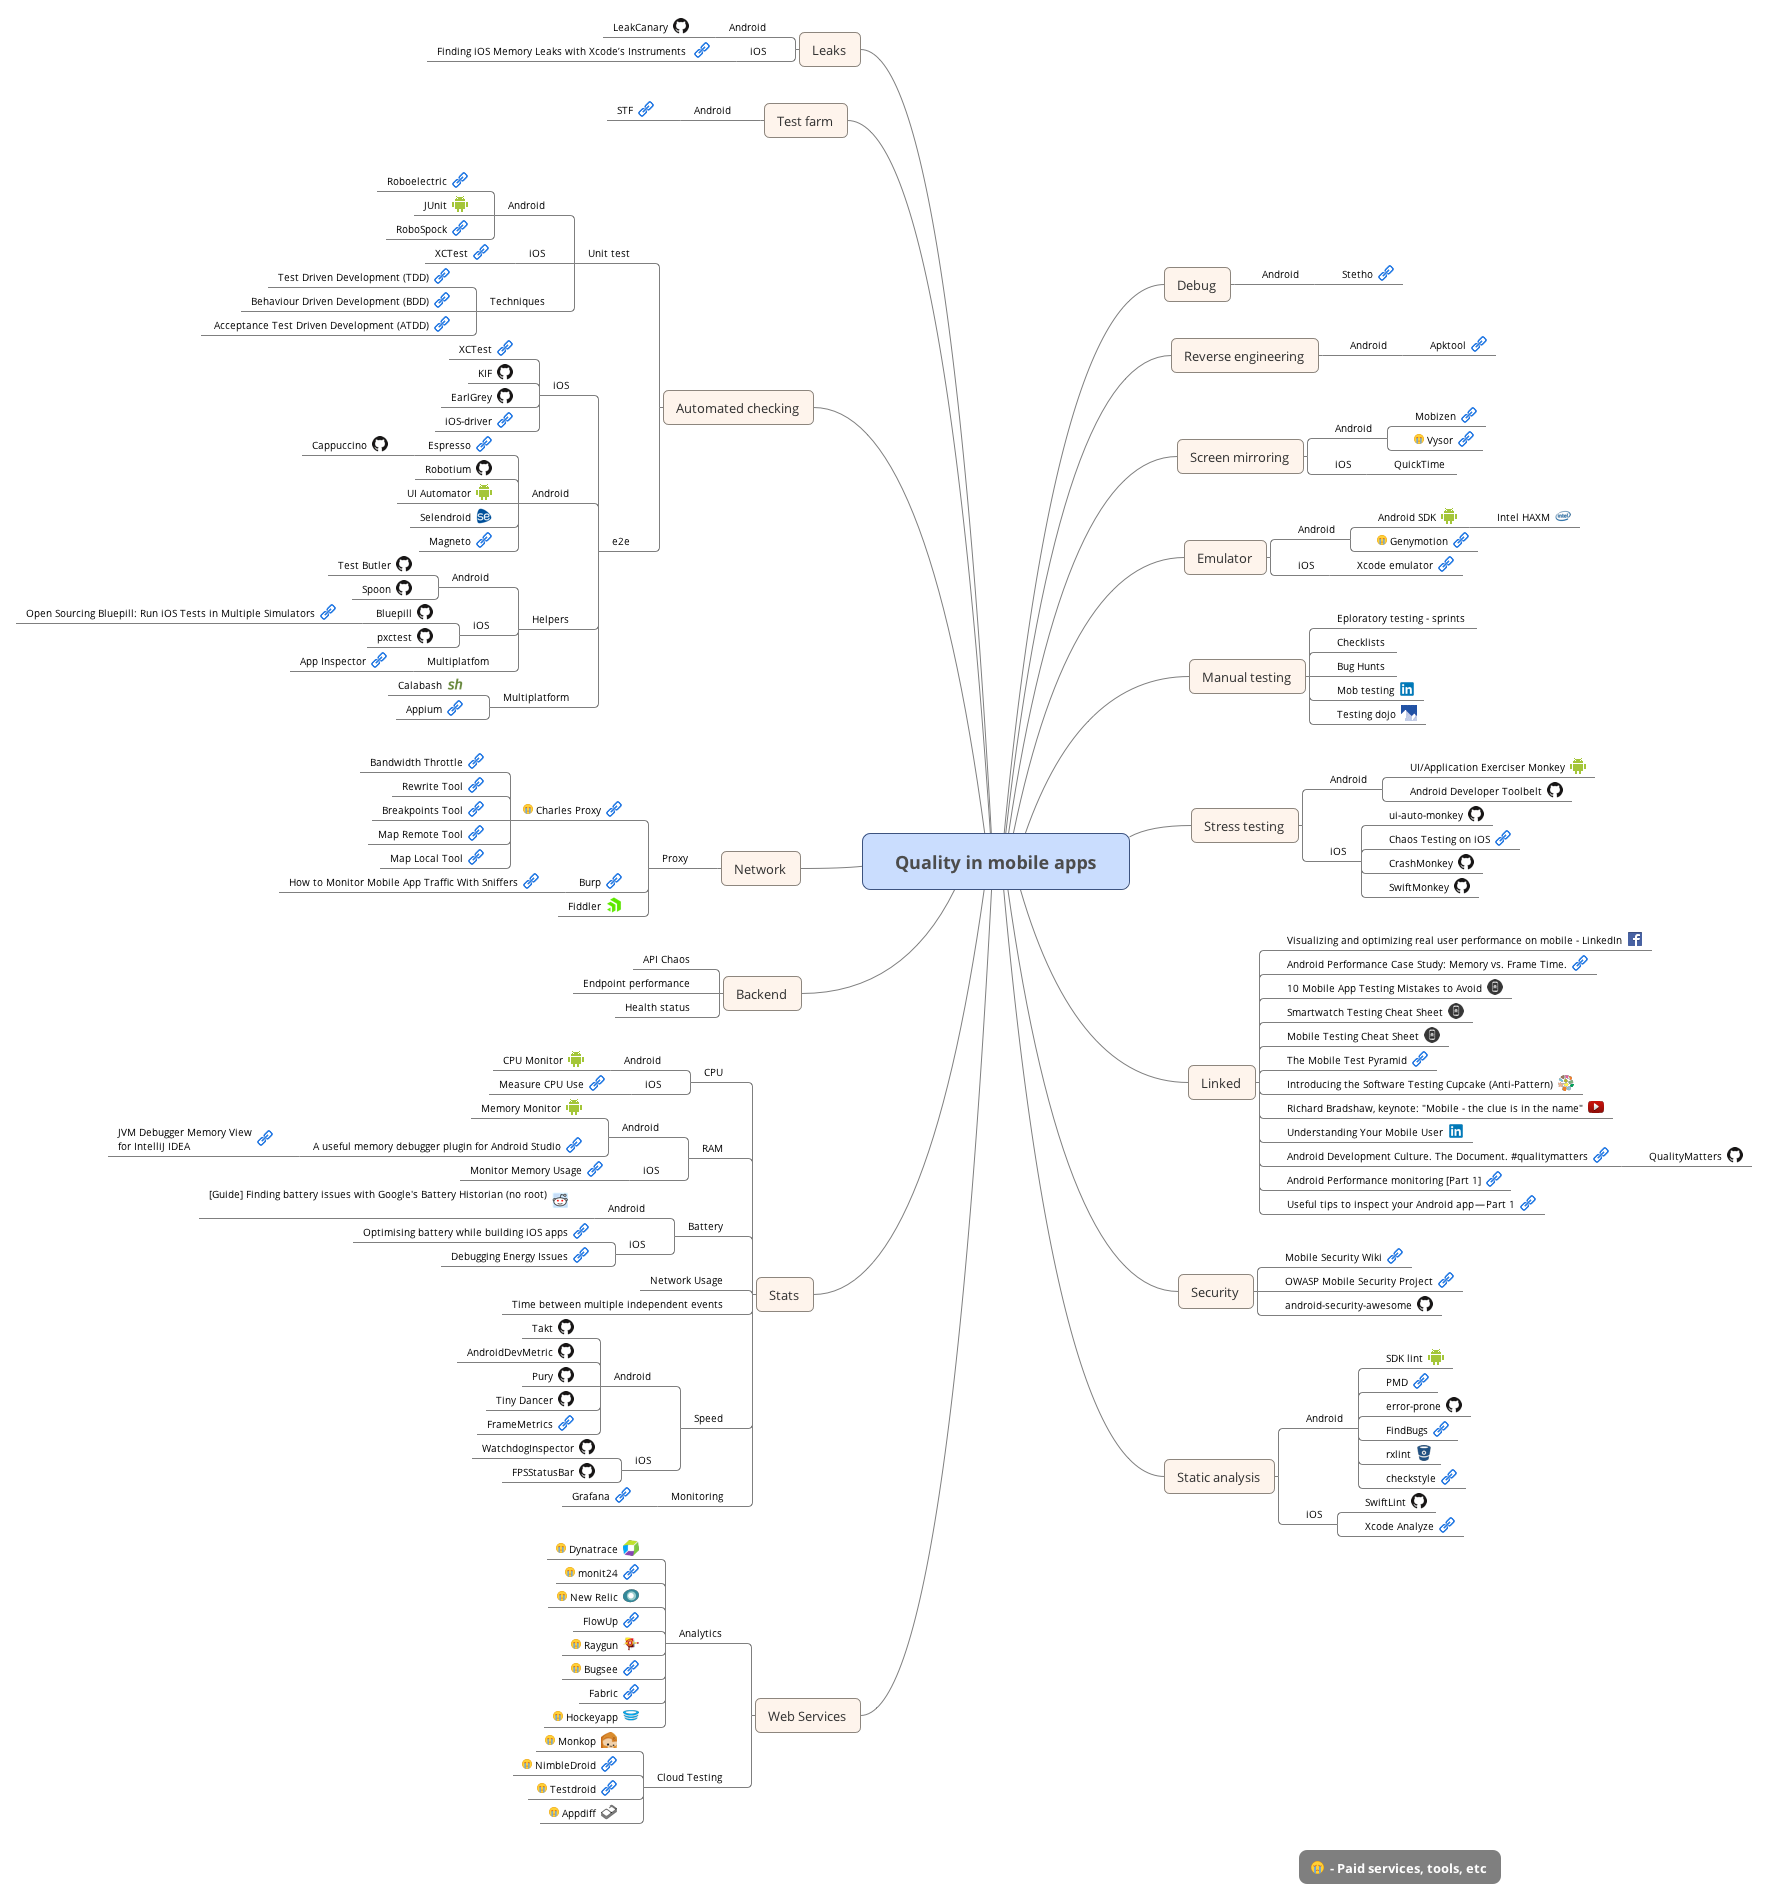 Quality in mobile apps
Leaks
Android
LeakCanary
iOS
Finding iOS Memory Leaks with Xcode's Instruments
Test farm
Android
STF
Automated checking
Unit test
Android
Roboelectric
JUnit
RoboSpock
iOS
XCTest
Techniques
Test Driven Development (TDD)
Behaviour Driven Development (BDD)
Acceptance Test Driven Development (ATDD)
e2e
iOS
XCTest
KIF
EarlGrey
iOS-driver
Android
Espresso
Cappuccino
Robotium
UI Automator
Selendroid
Magneto
Helpers
Android
Test Butler
Spoon
iOS
Bluepill
Open Sourcing Bluepill: Run iOS Tests in Multiple Simulators
pxctest
Multiplatfom
App Inspector
Multiplatform
Calabash
sh
Appium
Network
Proxy
Charles Proxy
Bandwidth Throttle
Rewrite Tool
Breakpoints Tool
Map Remote Tool
Map Local Tool
Burp
How to Monitor Mobile App Traffic With Sniffers
Fiddler
Backend
API Chaos
Endpoint performance
Health status
Stats
CPU
Android
CPU Monitor
iOS
Measure CPU Use
RAM
Android
Memory Monitor
A useful memory debugger plugin for Android Studio
JVM Debugger Memory View
for IntelliJ IDEA
iOS
Monitor Memory Usage
Battery
Android
[Guide] Finding battery issues with Google's Battery Historian (no root)
iOS
Optimising battery while building iOS apps
Debugging Energy Issues
Network Usage
Time between multiple independent events
Speed
Android
Takt
AndroidDevMetric
Pury
Tiny Dancer
FrameMetrics
iOS
WatchdogInspector
FPSStatusBar
Monitoring
Grafana
Web Services
Analytics
Dynatrace
monit24
New Relic
FlowUp
Raygun
Bugsee
Fabric
Hockeyapp
Cloud Testing
Monkop
NimbleDroid
Testdroid
Appdiff
Debug
Android
Stetho
Reverse engineering
Android
Apktool
Screen mirroring
Android
Mobizen
Vysor
iOS
QuickTime
Emulator
Android
Android SDK
Intel HAXM
Genymotion
iOS
Xcode emulator
Manual testing
Eploratory testing - sprints
Checklists
Bug Hunts
Mob testing
Testing dojo
Stress testing
Android
UI/Application Exerciser Monkey
Android Developer Toolbelt
iOS
ui-auto-monkey
Chaos Testing on iOS
CrashMonkey
SwiftMonkey
Linked
Visualizing and optimizing real user performance on mobile - LinkedIn
Android Performance Case Study: Memory vs. Frame Time.
10 Mobile App Testing Mistakes to Avoid
Smartwatch Testing Cheat Sheet
Mobile Testing Cheat Sheet
The Mobile Test Pyramid
Introducing the Software Testing Cupcake (Anti-Pattern)
Richard Bradshaw, keynote: "Mobile - the clue is in the name"
Understanding Your Mobile User
Android Development Culture. The Document. #qualitymatters
QualityMatters
Android Performance monitoring [Part 1]
Useful tips to inspect your Android app — Part 1
Security
Mobile Security Wiki
OWASP Mobile Security Project
android-security-awesome
Static analysis
Android
SDK lint
PMD
error-prone
FindBugs
rxlint
checkstyle
iOS
SwiftLint
Xcode Analyze
- Paid services, tools, etc